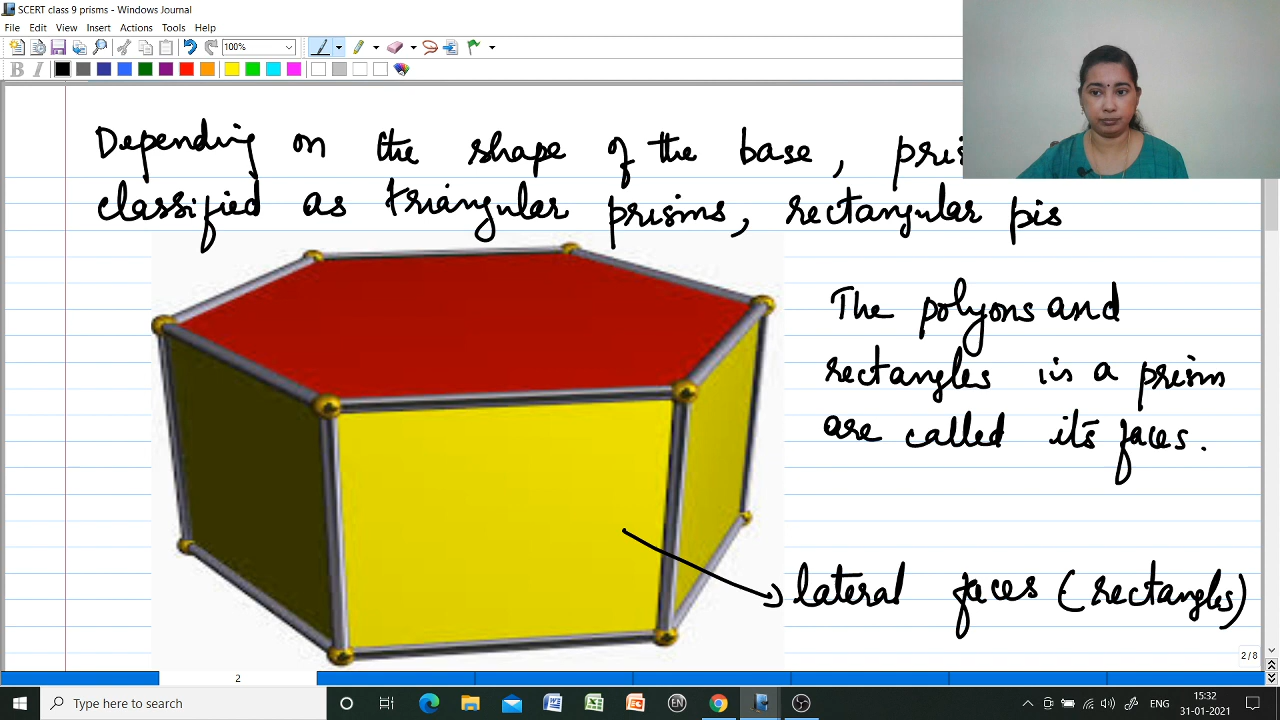 SCERT class 9 prisms - Windows Journal
File Edit View Insert Actions Tools Help
100%
B I
Depending on the shape of the base,
classified as triangular prisms, rectangular pis
The polyons and
rectangles in a prism
are called its faces.
lateral faces (rectangles)
2/8
2
Type here to search
EN
ENG
15:32
31-01-2021